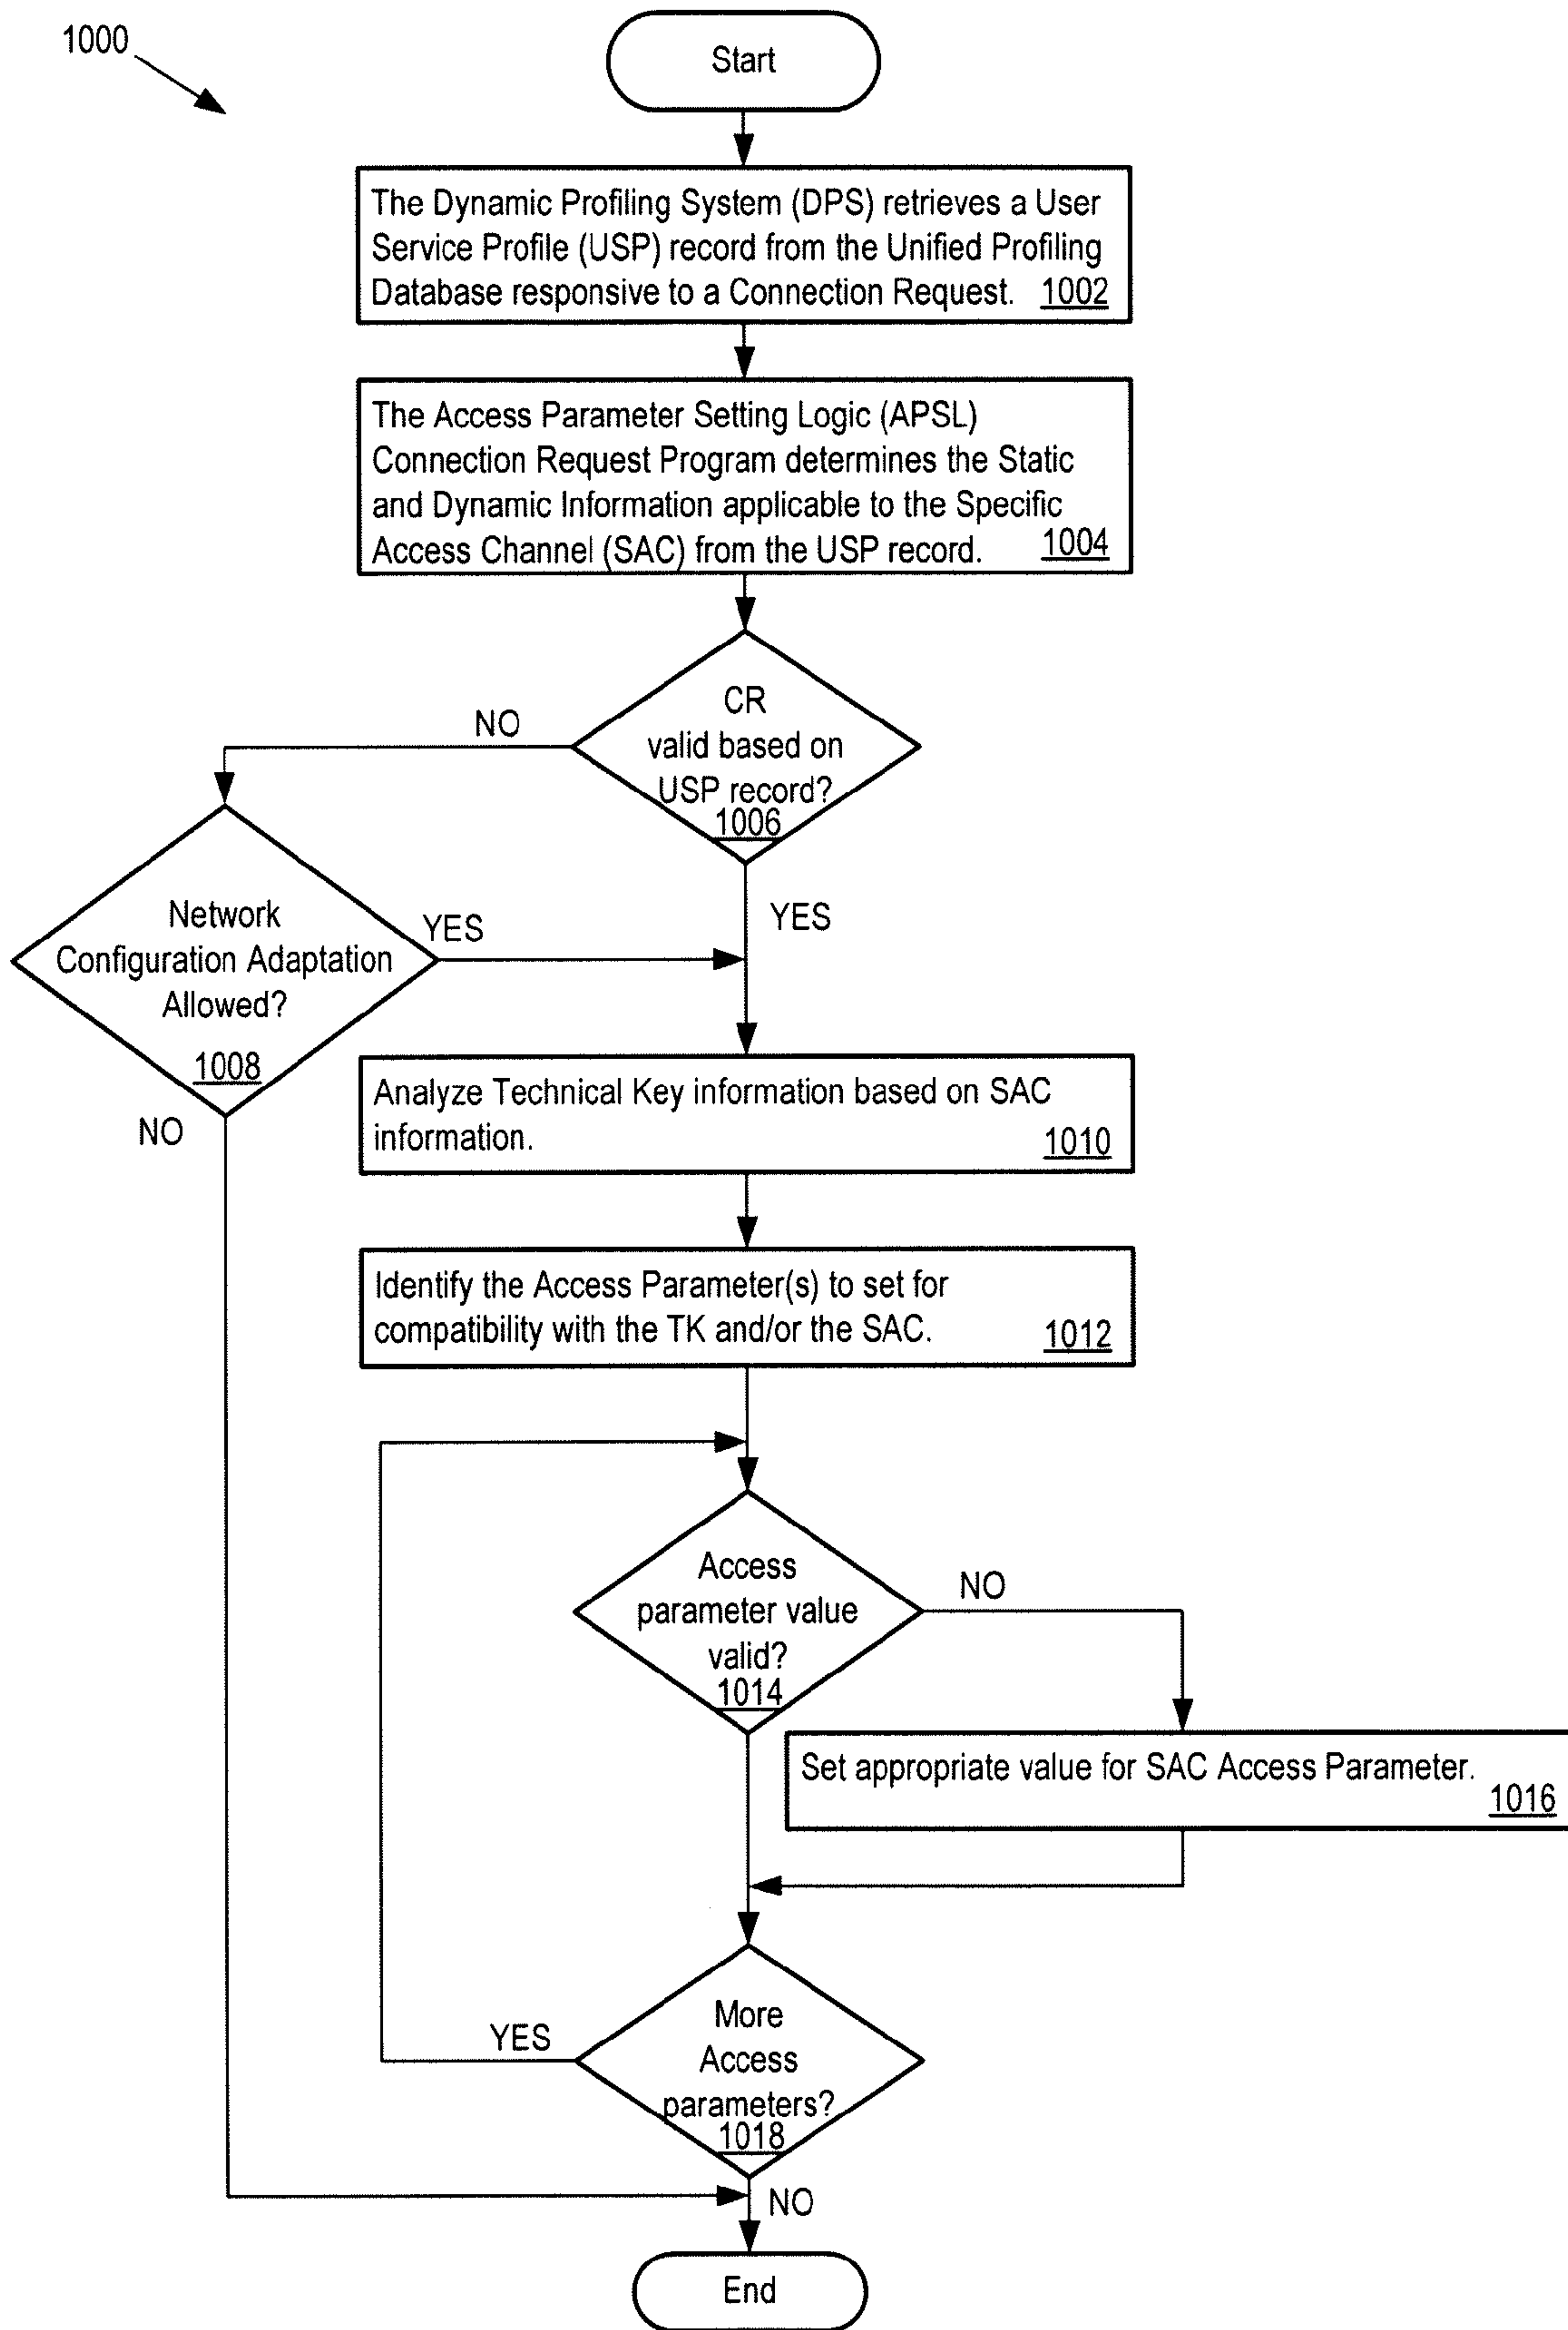 1000
Start
The Dynamic Profiling System (DPS) retrieves a User
Service Profile (USP) record from the Unified Profiling
Database responsive to a Connection Request. 1002
The Access Parameter Setting Logic (APSL)
Connection Request Program determines the Static
and Dynamic Information applicable to the Specific
Access Channel (SAC) from the USP record. 1004
CR
valid based on
USP record?
1006
NO
YES
Network
Configuration Adaptation
Allowed?
1008
YES
NO
Analyze Technical Key information based on SAC
information. 1010
Identify the Access Parameter(s) to set for
compatibility with the TK and/or the SAC. 1012
Access
parameter value
valid?
1014
NO
Set appropriate value for SAC Access Parameter.
1016
More
Access
parameters?
1018
YES
NO
End